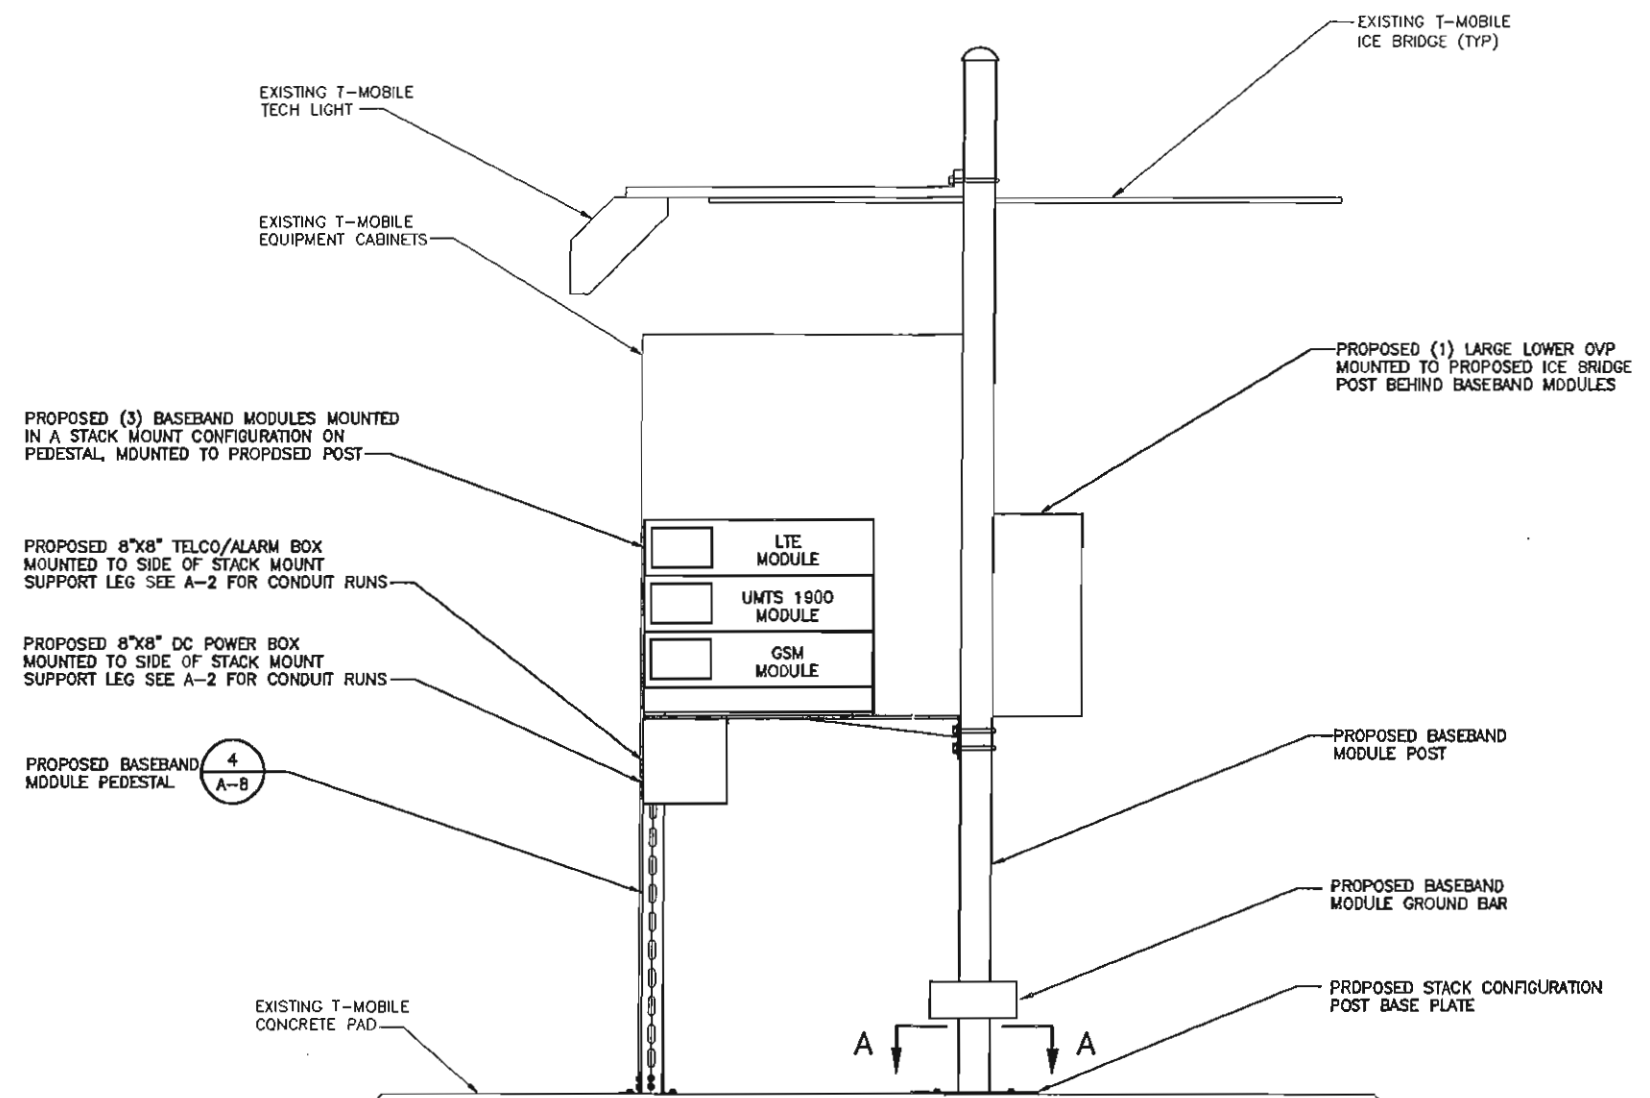 EXISTING T-MOBILE
ICE BRIDGE (TYP)
EXISTING T-MOBILE
TECH LIGHT
EXISTING T-MOBILE
EQUIPMENT CABINETS
PROPOSED (1) LARGE LOWER OVP
MOUNTED TO PROPOSED ICE BRIDGE
POST BEHIND BASEBAND MODULES
PROPOSED (3) BASEBAND MODULES MOUNTED
IN A STACK MOUNT CONFIGURATION ON
PEDESTAL, MOUNTED TO PROPOSED POST
LTE
MODULE
PROPOSED 8"X8" TELCO/ALARM BOX
MOUNTED TO SIDE OF STACK MOUNT
SUPPORT LEG SEE A-2 FOR CONDUIT RUNS
UMTS 1900
MODULE
PROPOSED 8"X8" DC POWER BOX
MOUNTED TO SIDE OF STACK MOUNT
SUPPORT LEG SEE A-2 FOR CONDUIT RUNS
GSM
MODULE
PROPOSED BASEBAND
MODULE PEDESTAL
4
A-8
PROPOSED BASEBAND
MODULE POST
PROPOSED BASEBAND
MODULE GROUND BAR
PROPOSED STACK CONFIGURATION
POST BASE PLATE
EXISTING T-MOBILE
CONCRETE PAD
A A